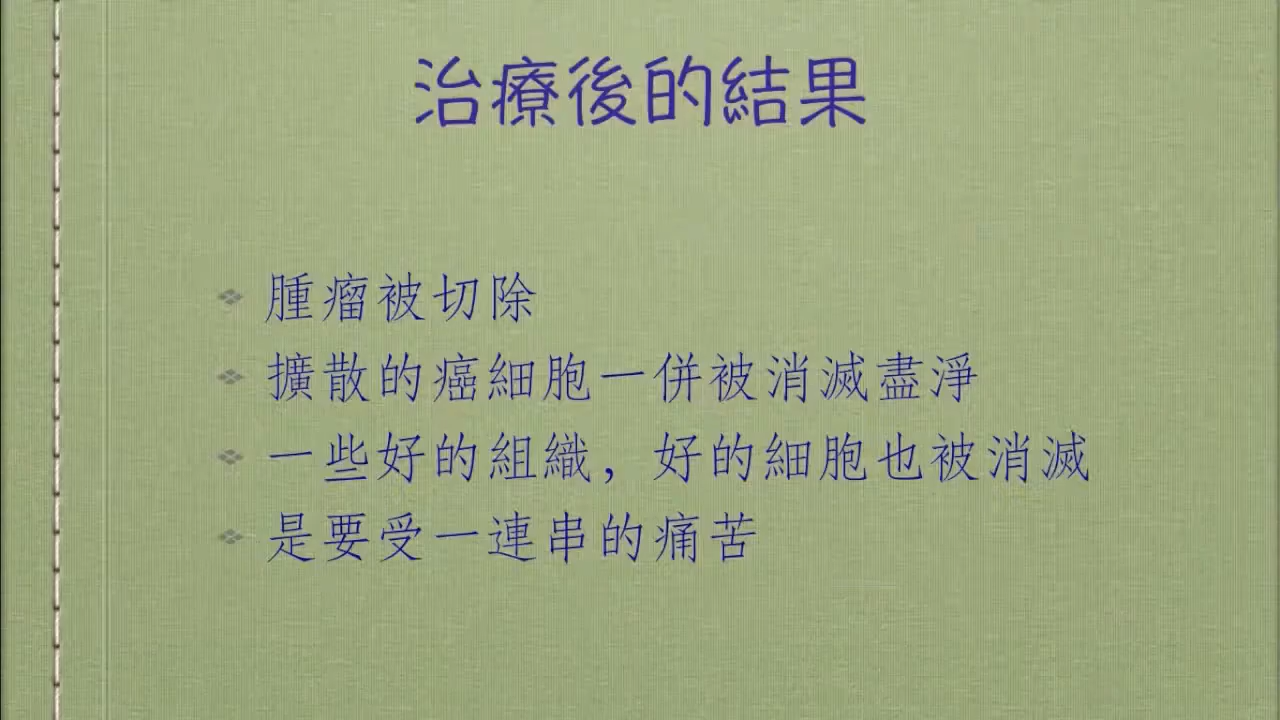 治療後的結果
腫瘤被切除
擴散的癌細胞一併被消滅盡淨
一些好的組織，好的細胞也被消滅
是要受一連串的痛苦